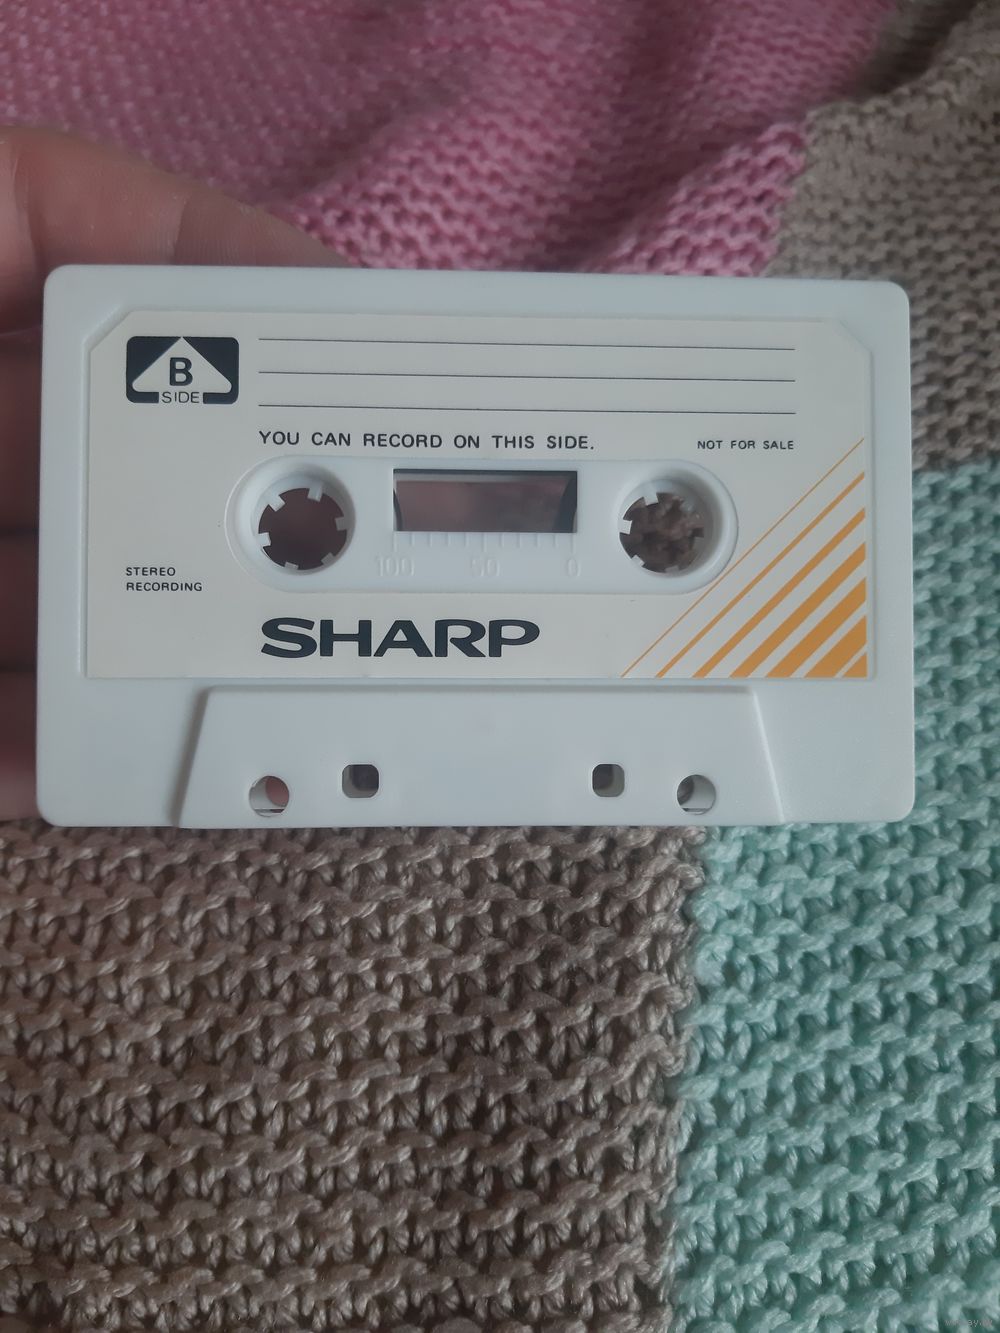 B
SIDE
YOU CAN RECORD ON THIS SIDE.
NOT FOR SALE
100 50 0
STEREO
RECORDING
SHARP